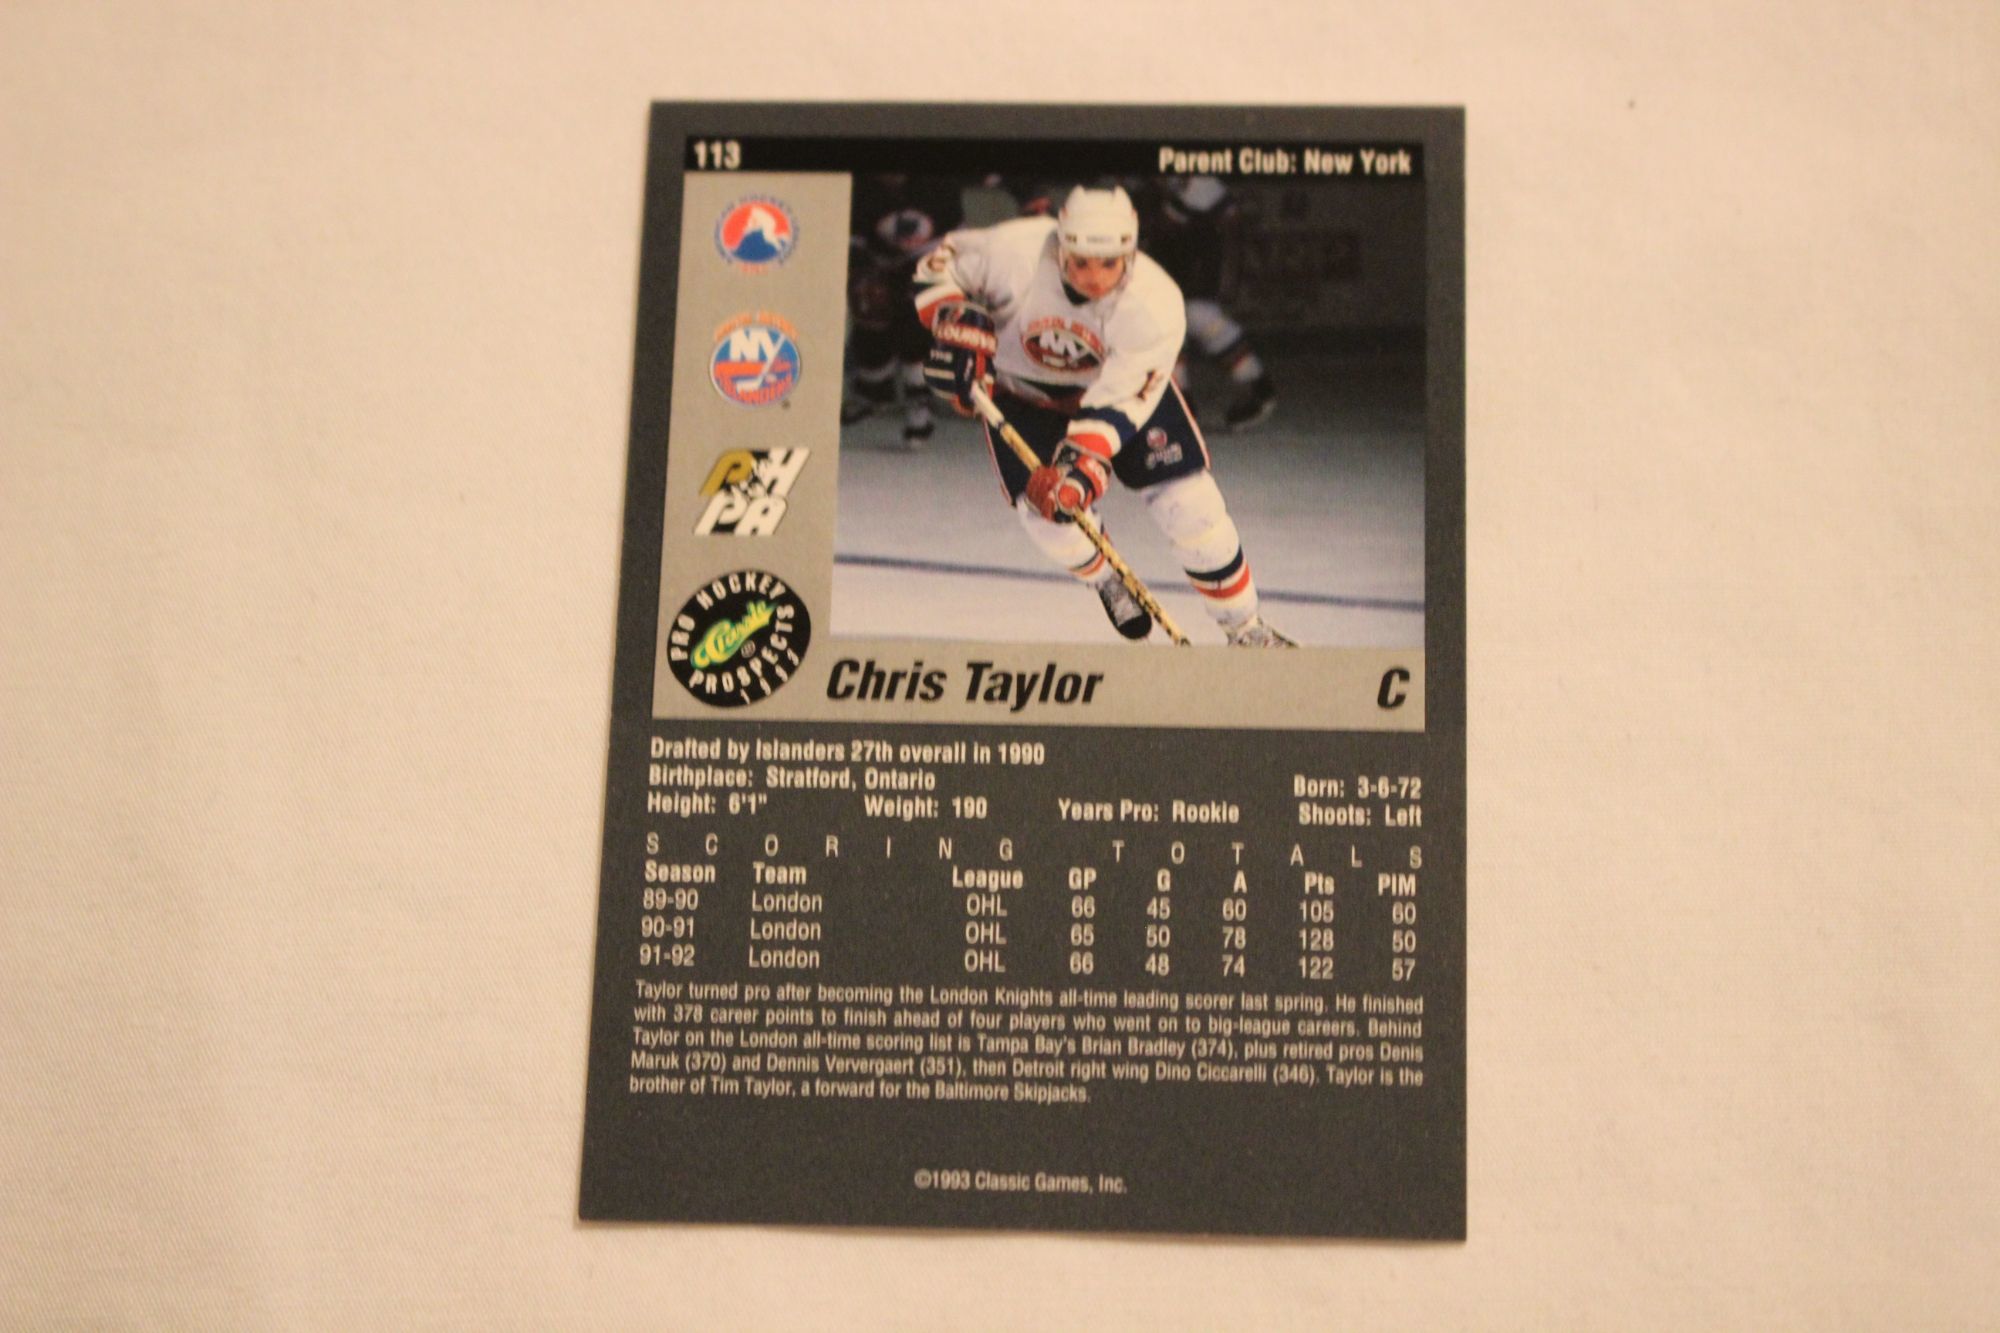 113 Parent Club: New York
NY
PHPA
LOUISV
PRO HOCKEY
Classic
PROSPECTS
1993
Chris Taylor C
Drafted by Islanders 27th overall in 1990
Birthplace: Stratford, Ontario Born: 3-6-72
Height: 6'1" Weight: 190 Years Pro: Rookie Shoots: Left
SCORING TOTALS
Season Team League GP G A Pts PIM
89-90 London OHL 66 45 60 105 60
90-91 London OHL 65 50 78 128 50
91-92 London OHL 66 48 74 122 57
Taylor turned pro after becoming the London Knights all-time leading scorer last spring. He finished
with 378 career points to finish ahead of four players who went on to big-league careers. Behind
Taylor on the London all-time scoring list is Tampa Bay's Brian Bradley (374), plus retired pros Denis
Maruk (370) and Dennis Ververgaert (351), then Detroit right wing Dino Ciccarelli (346). Taylor is the
brother of Tim Taylor, a forward for the Baltimore Skipjacks.
©1993 Classic Games, Inc.